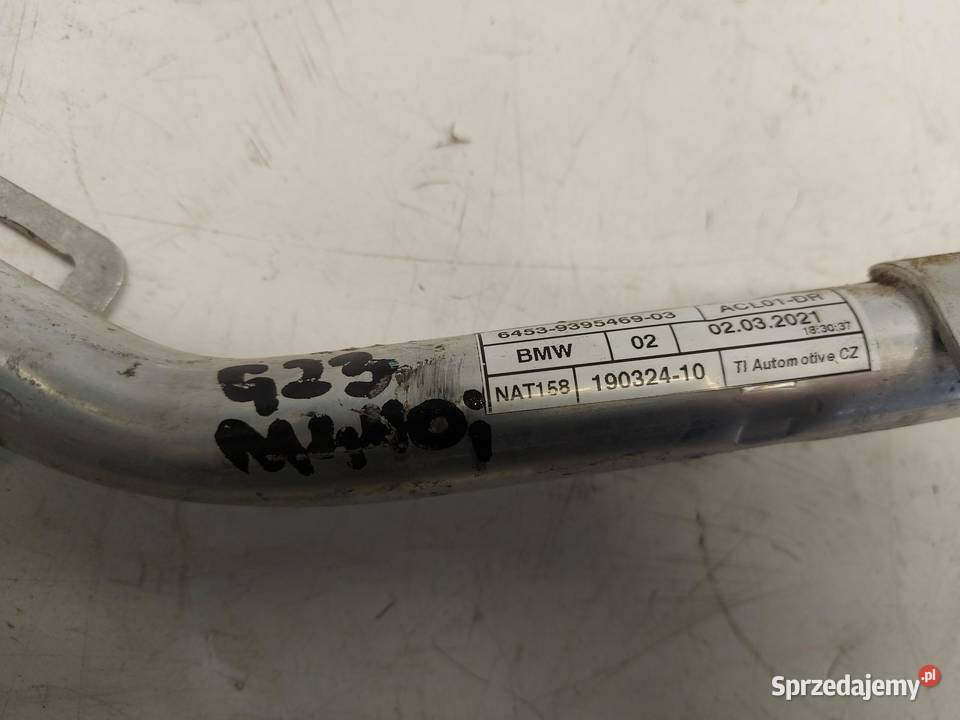 6453-9395469-03 ACL01-DR
BMW 02 02.03.2021
18:30:37
NAT158 190324-10 TI Automotive, CZ
G23
M440i
Sprzedajemy.pl